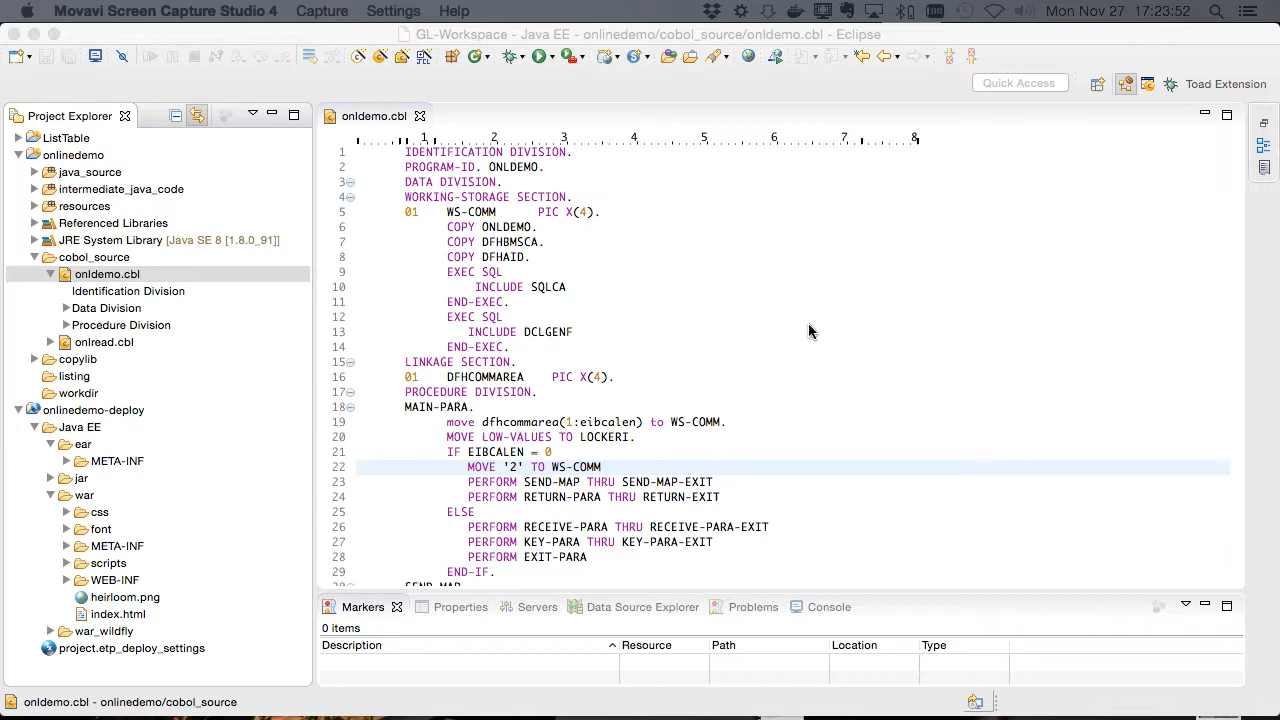 Movavi Screen Capture Studio 4 Capture Settings Help Mon Nov 27 17:23:52
GL-Workspace - Java EE - onlinedemo/cobol_source/onldemo.cbl - Eclipse
Quick Access Toad Extension
Project Explorer
ListTable
onlinedemo
java_source
intermediate_java_code
resources
Referenced Libraries
JRE System Library [Java SE 8 [1.8.0_91]]
cobol_source
onldemo.cbl
Identification Division
Data Division
Procedure Division
onlread.cbl
copylib
listing
workdir
onlinedemo-deploy
Java EE
ear
META-INF
jar
war
css
font
META-INF
scripts
WEB-INF
heirloom.png
index.html
war_wildfly
project.etp_deploy_settings
onldemo.cbl
1 2 3 4 5 6 7 8
1 IDENTIFICATION DIVISION.
2 PROGRAM-ID. ONLDEMO.
3 DATA DIVISION.
4 WORKING-STORAGE SECTION.
5 01 WS-COMM PIC X(4).
6 COPY ONLDEMO.
7 COPY DFHBMSCA.
8 COPY DFHAID.
9 EXEC SQL
10 INCLUDE SQLCA
11 END-EXEC.
12 EXEC SQL
13 INCLUDE DCLGENF
14 END-EXEC.
15 LINKAGE SECTION.
16 01 DFHCOMMAREA PIC X(4).
17 PROCEDURE DIVISION.
18 MAIN-PARA.
19 move dfhcommarea(1:eibcalen) to WS-COMM.
20 MOVE LOW-VALUES TO LOCKERI.
21 IF EIBCALEN = 0
22 MOVE '2' TO WS-COMM
23 PERFORM SEND-MAP THRU SEND-MAP-EXIT
24 PERFORM RETURN-PARA THRU RETURN-EXIT
25 ELSE
26 PERFORM RECEIVE-PARA THRU RECEIVE-PARA-EXIT
27 PERFORM KEY-PARA THRU KEY-PARA-EXIT
28 PERFORM EXIT-PARA
29 END-IF.
Markers Properties Servers Data Source Explorer Problems Console
0 items
Description Resource Path Location Type
onldemo.cbl - onlinedemo/cobol_source